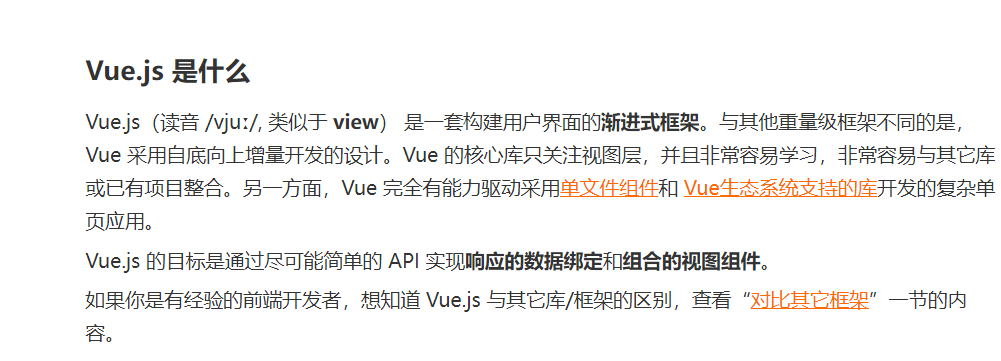 Vue.js 是什么
Vue.js（读音 /vjuː/, 类似于 view） 是一套构建用户界面的渐进式框架。与其他重量级框架不同的是，
Vue 采用自底向上增量开发的设计。Vue 的核心库只关注视图层，并且非常容易学习，非常容易与其它库
或已有项目整合。另一方面，Vue 完全有能力驱动采用单文件组件和 Vue生态系统支持的库开发的复杂单
页应用。
Vue.js 的目标是通过尽可能简单的 API 实现响应的数据绑定和组合的视图组件。
如果你是有经验的前端开发者，想知道 Vue.js 与其它库/框架的区别，查看“对比其它框架”一节的内
容。